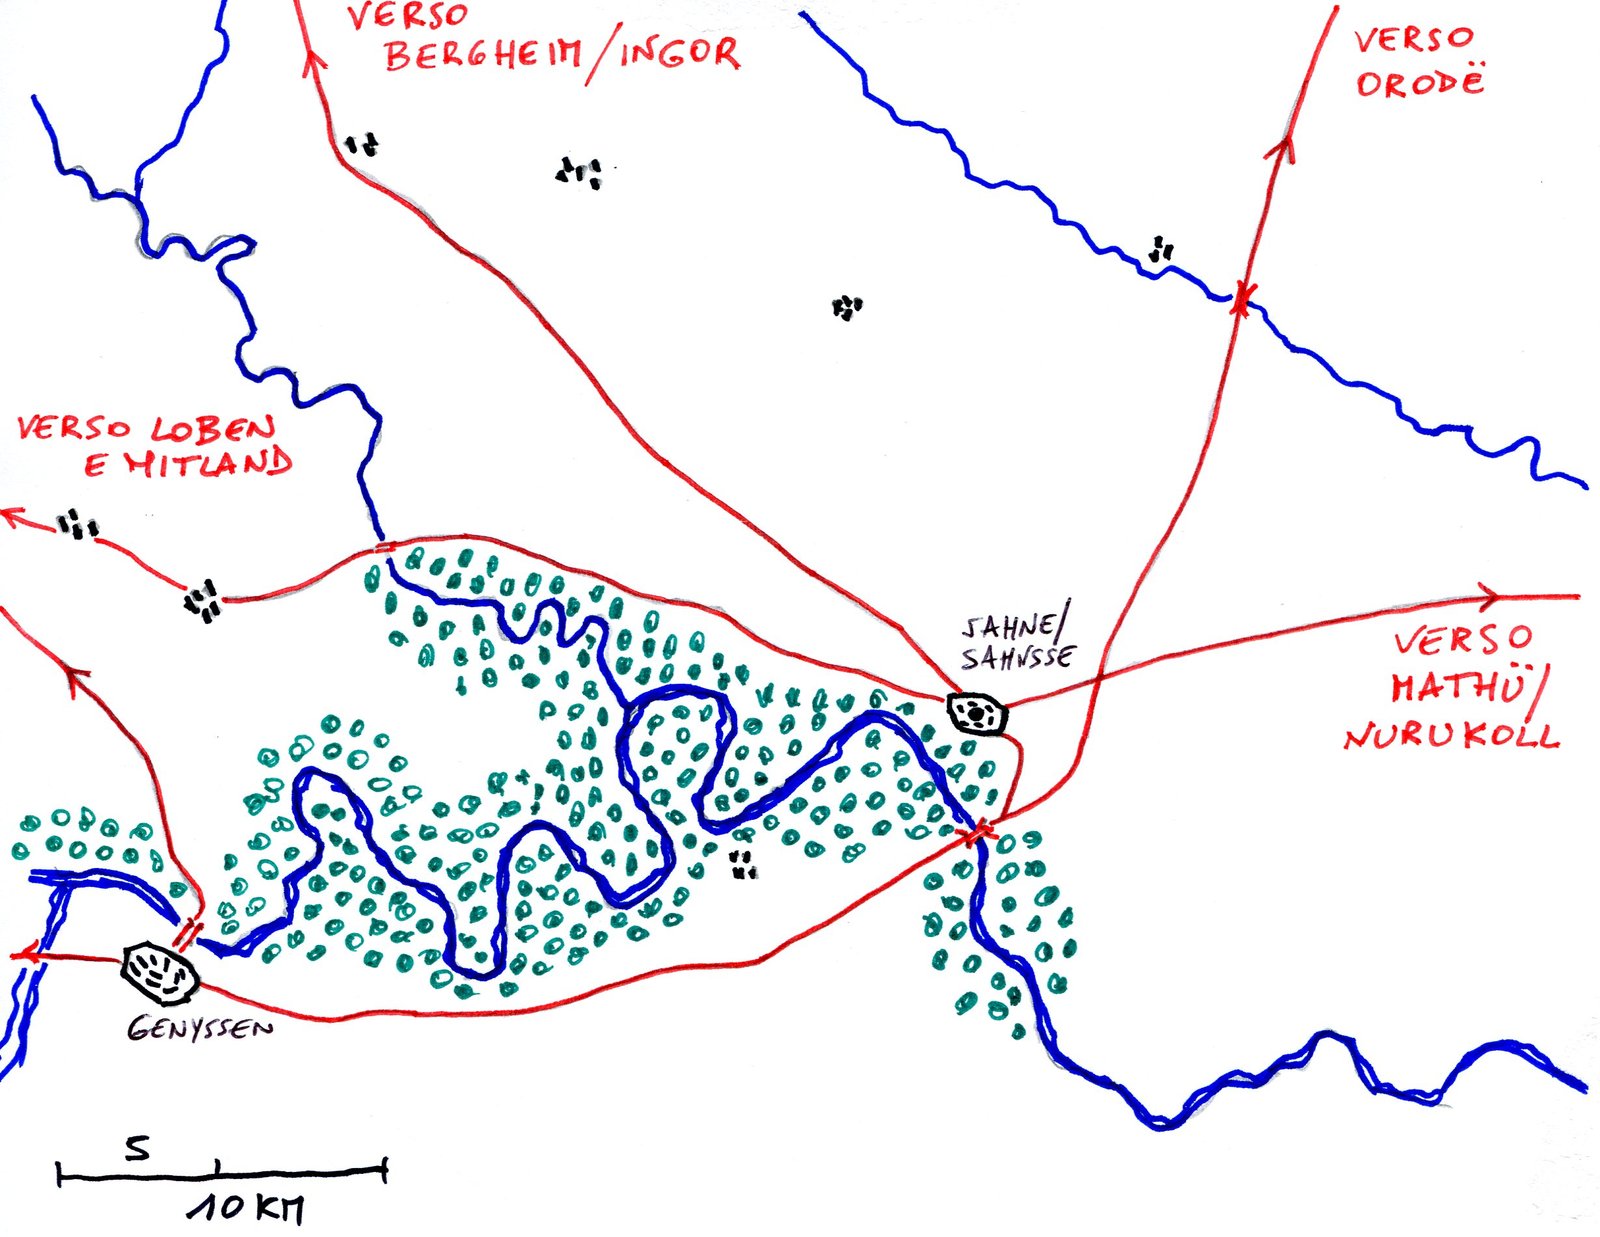 VERSO
BERGHEIM/INGOR
VERSO
ORODË
VERSO LOBEN
E MITLAND
SAHNE/
SAHNSSE
VERSO
MATHÜ/
NURUKOLL
GENYSSEN
5
10 KM